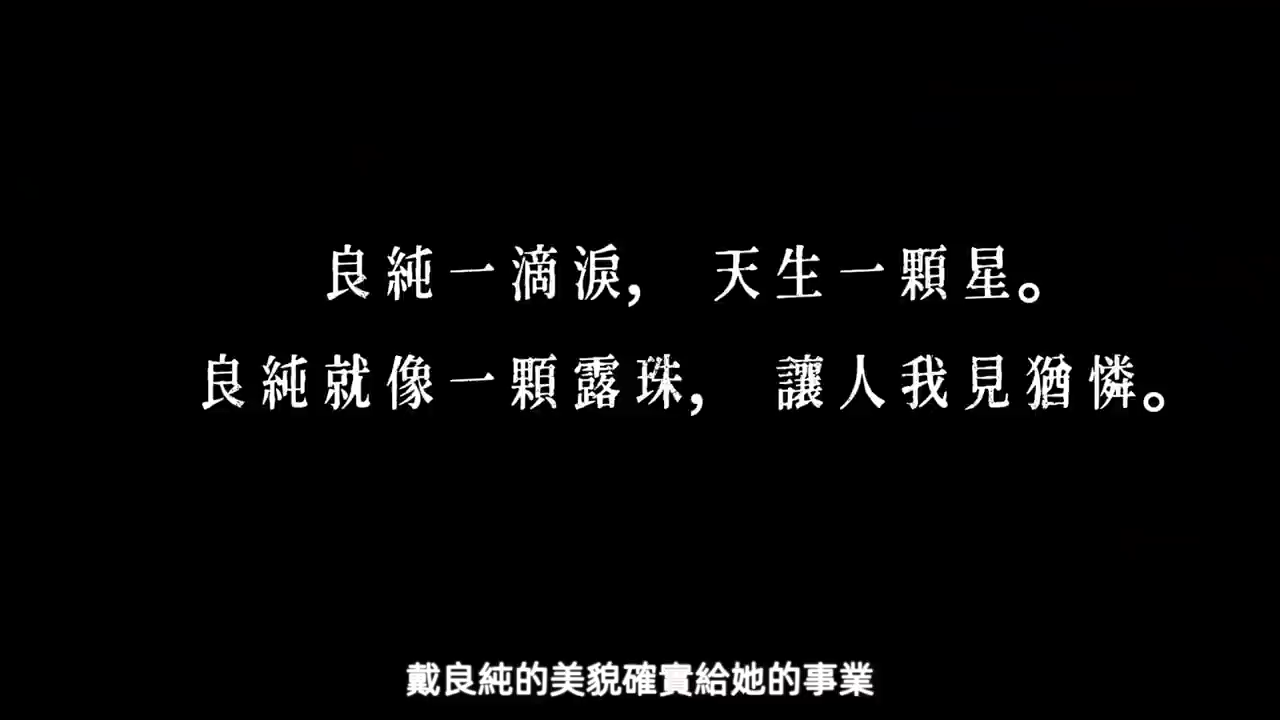 良純一滴淚，天生一顆星。
良純就像一顆露珠，讓人我見猶憐。
戴良純的美貌確實給她的事業